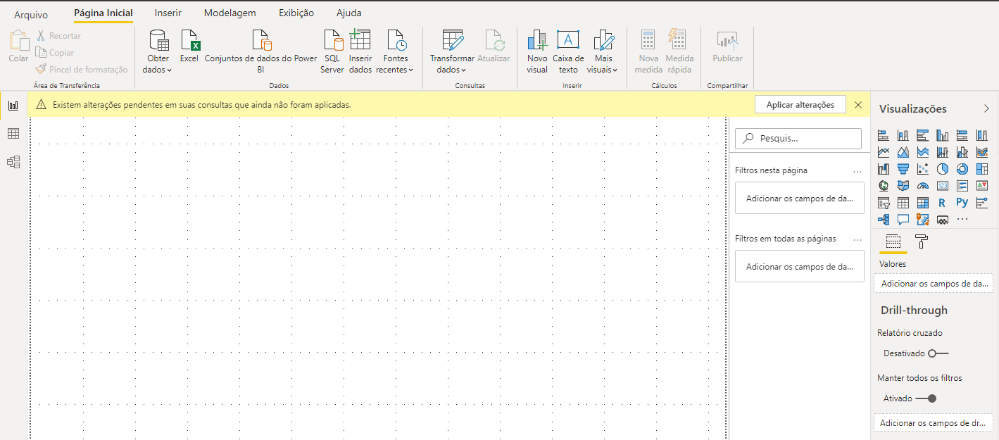 Arquivo Página Inicial Inserir Modelagem Exibição Ajuda
Colar
Recortar
Copiar
Pincel de formatação
Área de Transferência
Obter dados
Excel
Conjuntos de dados do Power BI
SQL Server
Inserir dados
Fontes recentes
Dados
Transformar dados
Atualizar
Consultas
Novo visual
Caixa de texto
A
Mais visuais
Inserir
Nova medida
Medida rápida
Cálculos
Publicar
Compartilhar
Existem alterações pendentes em suas consultas que ainda não foram aplicadas.
Aplicar alterações
Pesquis...
Filtros nesta página
...
Adicionar os campos de da...
Filtros em todas as páginas
...
Adicionar os campos de da...
Visualizações
123
R
Py
...
Valores
Adicionar os campos de da...
Drill-through
Relatório cruzado
Desativado
Manter todos os filtros
Ativado
Adicionar os campos de dr...